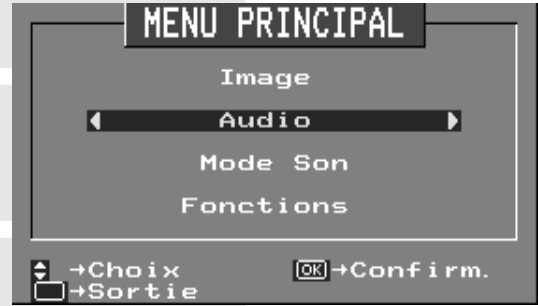 MENU PRINCIPAL
Image
Audio
Mode Son
Fonctions
→Choix OK→Confirm.
→Sortie